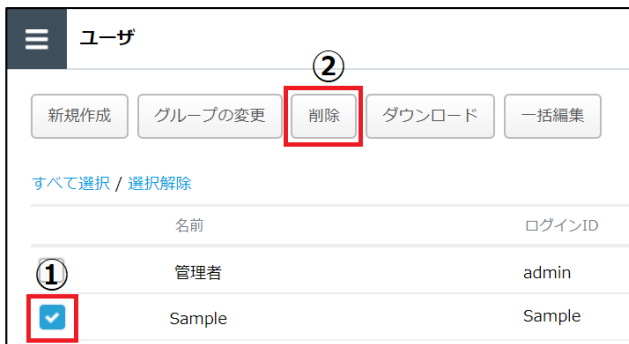 ユーザ
②
新規作成 グループの変更 削除 ダウンロード 一括編集
すべて選択 / 選択解除
名前 ログインID
① 管理者 admin
Sample Sample